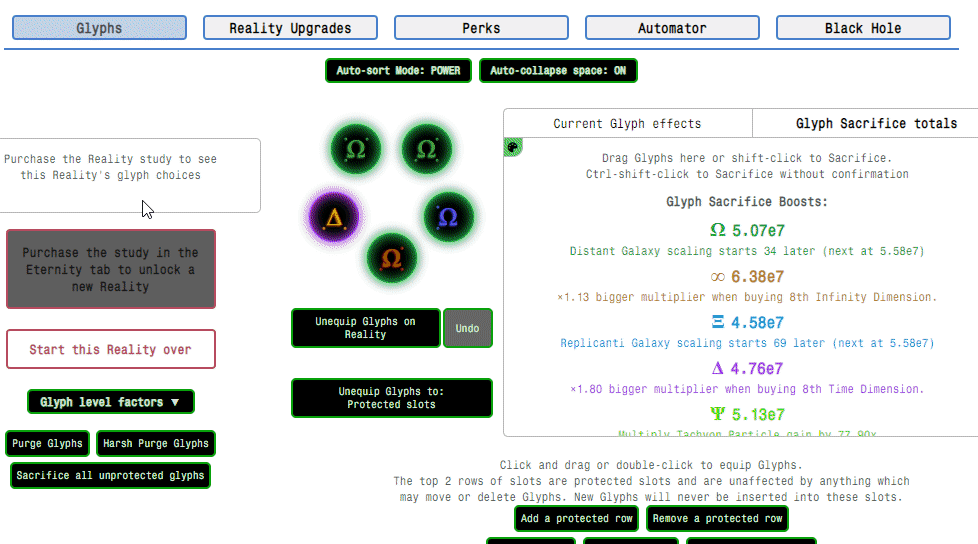 Glyphs
Reality Upgrades
Perks
Automator
Black Hole
Auto-sort Mode: POWER
Auto-collapse space: ON
Purchase the Reality study to see
this Reality's glyph choices
Purchase the study in the
Eternity tab to unlock a
new Reality
Start this Reality over
Glyph level factors ▼
Purge Glyphs
Harsh Purge Glyphs
Sacrifice all unprotected glyphs
Ω
Ω
Δ
Ω
Ω
Unequip Glyphs on
Reality
Undo
Unequip Glyphs to:
Protected slots
Current Glyph effects
Glyph Sacrifice totals
Drag Glyphs here or shift-click to Sacrifice.
Ctrl-shift-click to Sacrifice without confirmation
Glyph Sacrifice Boosts:
Ω 5.07e7
Distant Galaxy scaling starts 34 later (next at 5.58e7)
∞ 6.38e7
×1.13 bigger multiplier when buying 8th Infinity Dimension.
Ξ 4.58e7
Replicanti Galaxy scaling starts 69 later (next at 5.58e7)
Δ 4.76e7
×1.80 bigger multiplier when buying 8th Time Dimension.
Ψ 5.13e7
Multiply Tachyon Particle gain by 77.90x
Click and drag or double-click to equip Glyphs.
The top 2 rows of slots are protected slots and are unaffected by anything which
may move or delete Glyphs. New Glyphs will never be inserted into these slots.
Add a protected row
Remove a protected row